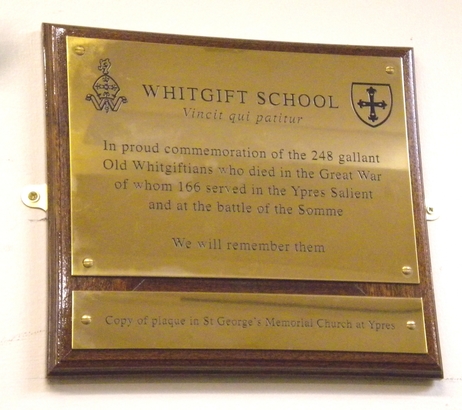 WHITGIFT SCHOOL
Vincit qui patitur
In proud commemoration of the 248 gallant
Old Whitgiftians who died in the Great War
of whom 166 served in the Ypres Salient
and at the battle of the Somme
We will remember them
Copy of plaque in St George's Memorial Church at Ypres